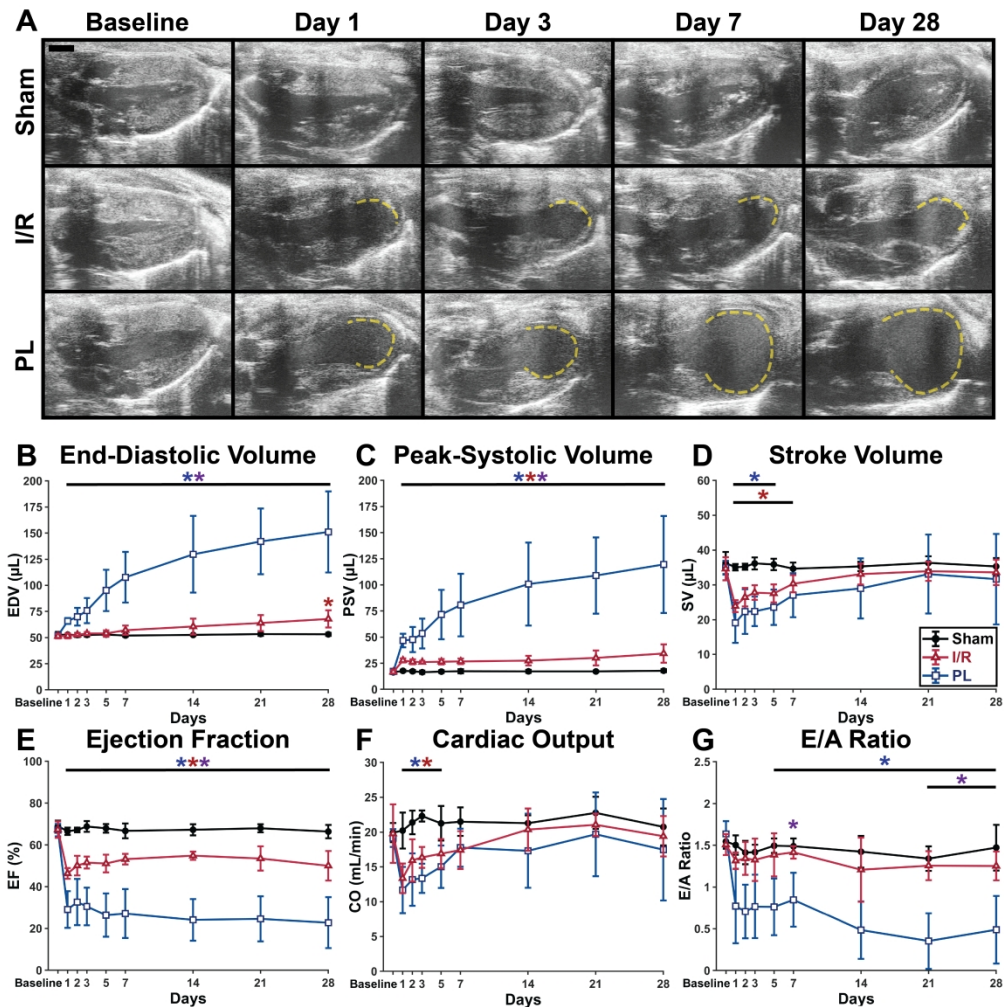 A Baseline Day 1 Day 3 Day 7 Day 28
Sham
I/R
PL
B End-Diastolic Volume
**
*
EDV (µL)
200
175
150
125
100
75
50
25
0
Baseline 1 2 3 5 7 14 21 28
Days
C Peak-Systolic Volume
***
PSV (µL)
200
175
150
125
100
75
50
25
0
Baseline 1 2 3 5 7 14 21 28
Days
D Stroke Volume
*
*
SV (µL)
60
50
40
30
20
10
0
Sham
I/R
PL
Baseline 1 2 3 5 7 14 21 28
Days
E Ejection Fraction
***
EF (%)
100
80
60
40
20
0
Baseline 1 2 3 5 7 14 21 28
Days
F Cardiac Output
**
CO (mL/min)
30
25
20
15
10
5
0
Baseline 1 2 3 5 7 14 21 28
Days
G E/A Ratio
*
*
*
E/A Ratio
2.5
2
1.5
1
0.5
0
Baseline 1 2 3 5 7 14 21 28
Days